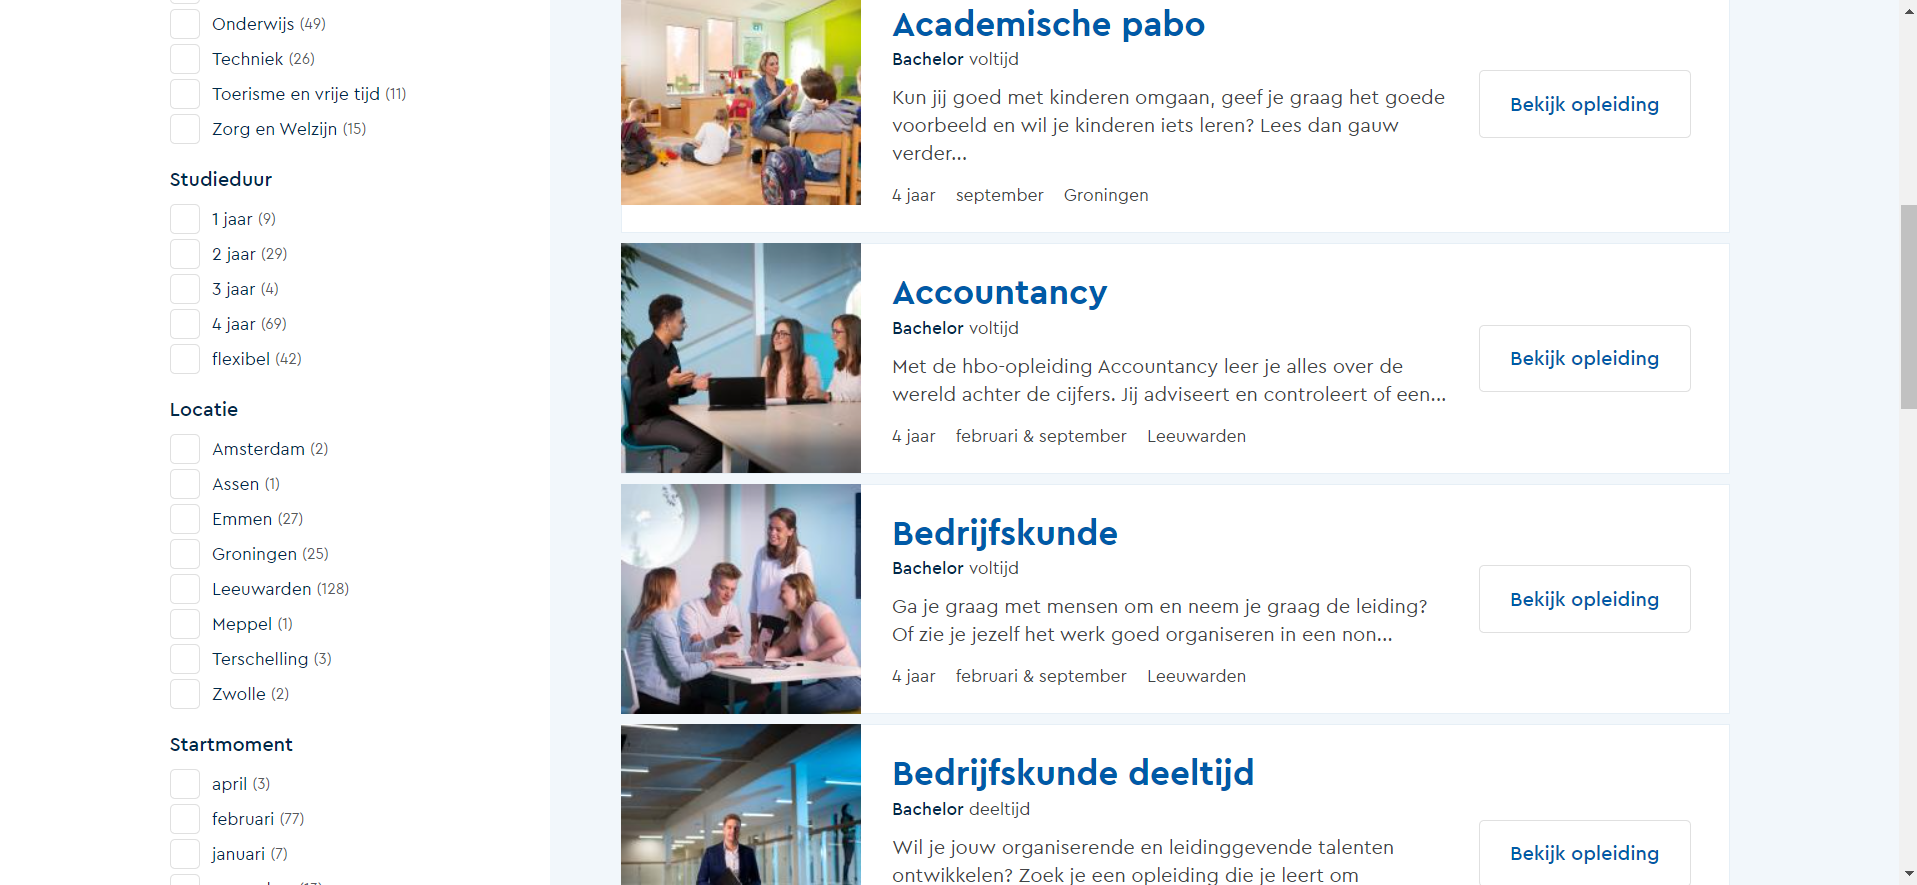 Onderwijs (49)
Techniek (26)
Toerisme en vrije tijd (11)
Zorg en Welzijn (15)
Studieduur
1 jaar (9)
2 jaar (29)
3 jaar (4)
4 jaar (69)
flexibel (42)
Locatie
Amsterdam (2)
Assen (1)
Emmen (27)
Groningen (25)
Leeuwarden (128)
Meppel (1)
Terschelling (3)
Zwolle (2)
Startmoment
april (3)
februari (77)
januari (7)
Academische pabo
Bachelor voltijd
Kun jij goed met kinderen omgaan, geef je graag het goede
voorbeeld en wil je kinderen iets leren? Lees dan gauw
verder...
4 jaar september Groningen
Bekijk opleiding
Accountancy
Bachelor voltijd
Met de hbo-opleiding Accountancy leer je alles over de
wereld achter de cijfers. Jij adviseert en controleert of een...
4 jaar februari & september Leeuwarden
Bekijk opleiding
Bedrijfskunde
Bachelor voltijd
Ga je graag met mensen om en neem je graag de leiding?
Of zie je jezelf het werk goed organiseren in een non...
4 jaar februari & september Leeuwarden
Bekijk opleiding
Bedrijfskunde deeltijd
Bachelor deeltijd
Wil je jouw organiserende en leidinggevende talenten
ontwikkelen? Zoek je een opleiding die je leert om
Bekijk opleiding